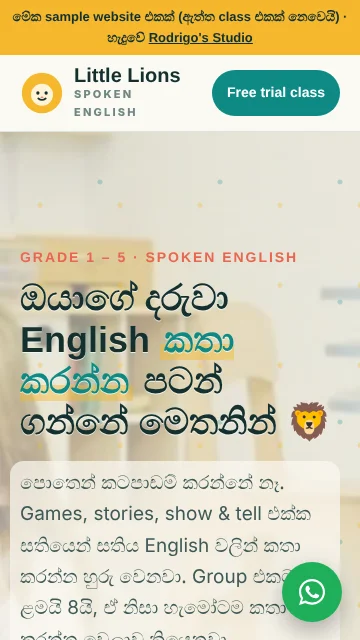 මේක sample website එකක් (ඇත්ත class එකක් නෙවෙයි) ·
හැදුවේ Rodrigo's Studio
Little Lions
SPOKEN
ENGLISH
Free trial class
GRADE 1 – 5 · SPOKEN ENGLISH
ඔයාගේ දරුවා
English කතා
කරන්න පටන්
ගන්නේ මෙතනින් 🦁
පොතෙන් කටපාඩම් කරන්නේ නෑ.
Games, stories, show & tell එක්ක
සතියෙන් සතිය English වලින් කතා
කරන්න හුරු වෙනවා. Group
ළමයි 8යි, ඒ නිසා හැමෝටම කතා
කරන්න වෙලාව තියෙනවා